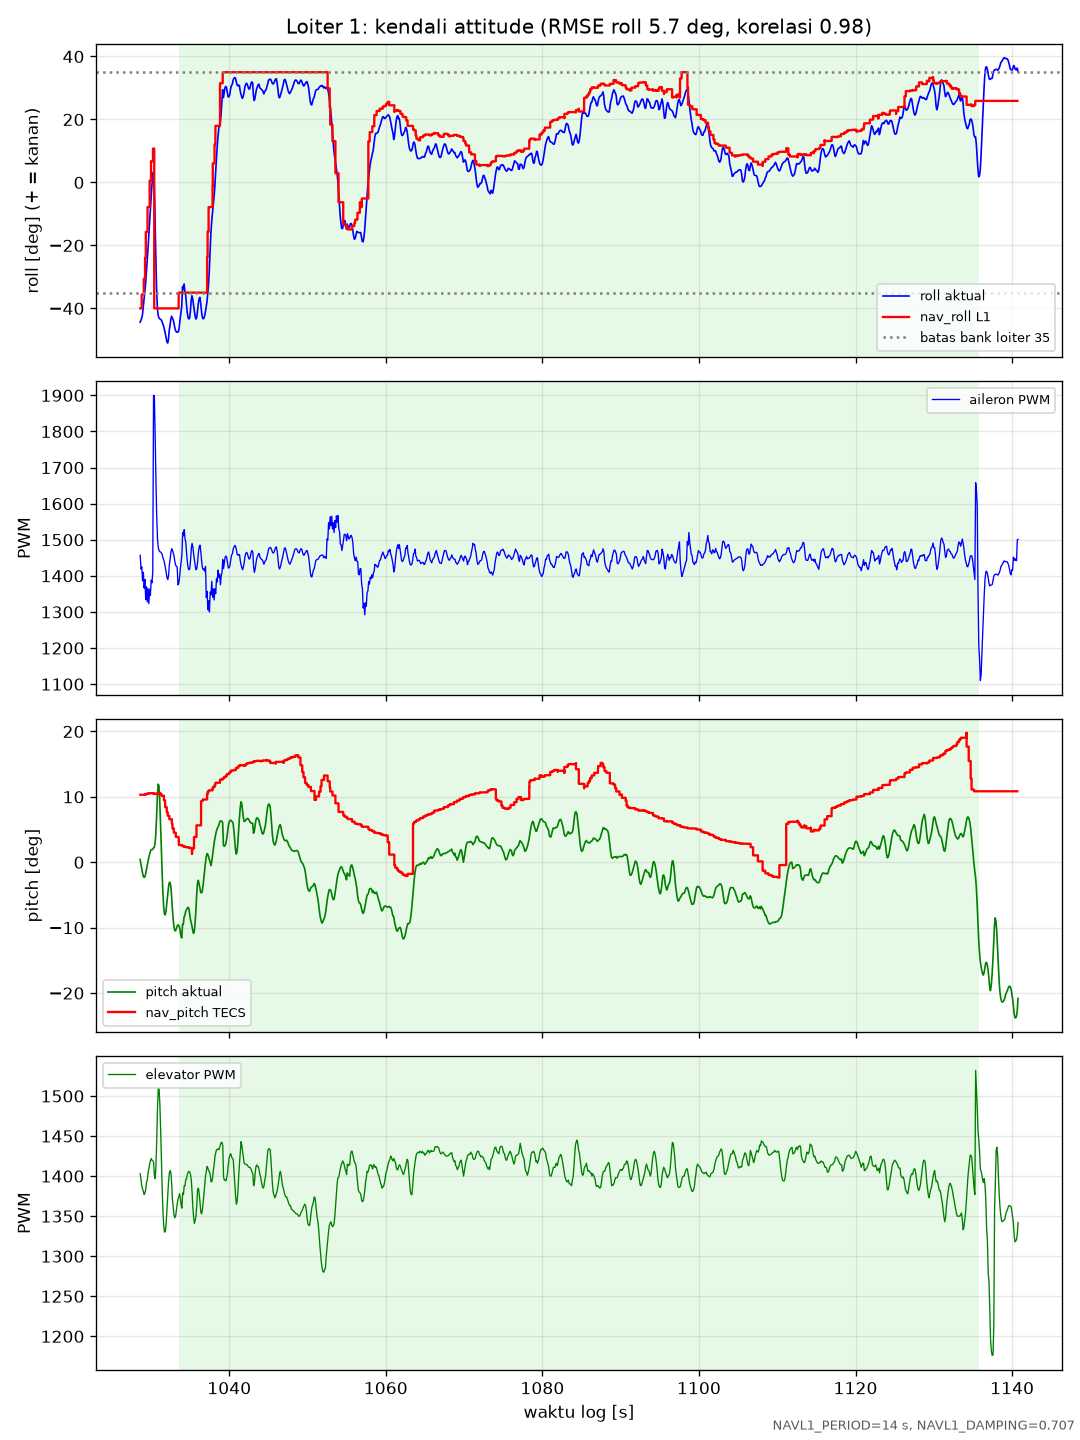 Loiter 1: kendali attitude (RMSE roll 5.7 deg, korelasi 0.98)
40
20
0
−20
−40
roll [deg] (+ = kanan)
roll aktual
nav_roll L1
batas bank loiter 35
1900
1800
1700
1600
1500
1400
1300
1200
1100
PWM
aileron PWM
20
10
0
−10
−20
pitch [deg]
pitch aktual
nav_pitch TECS
elevator PWM
1500
1450
1400
1350
1300
1250
1200
PWM
1040 1060 1080 1100 1120 1140
waktu log [s]
NAVL1_PERIOD=14 s, NAVL1_DAMPING=0.707